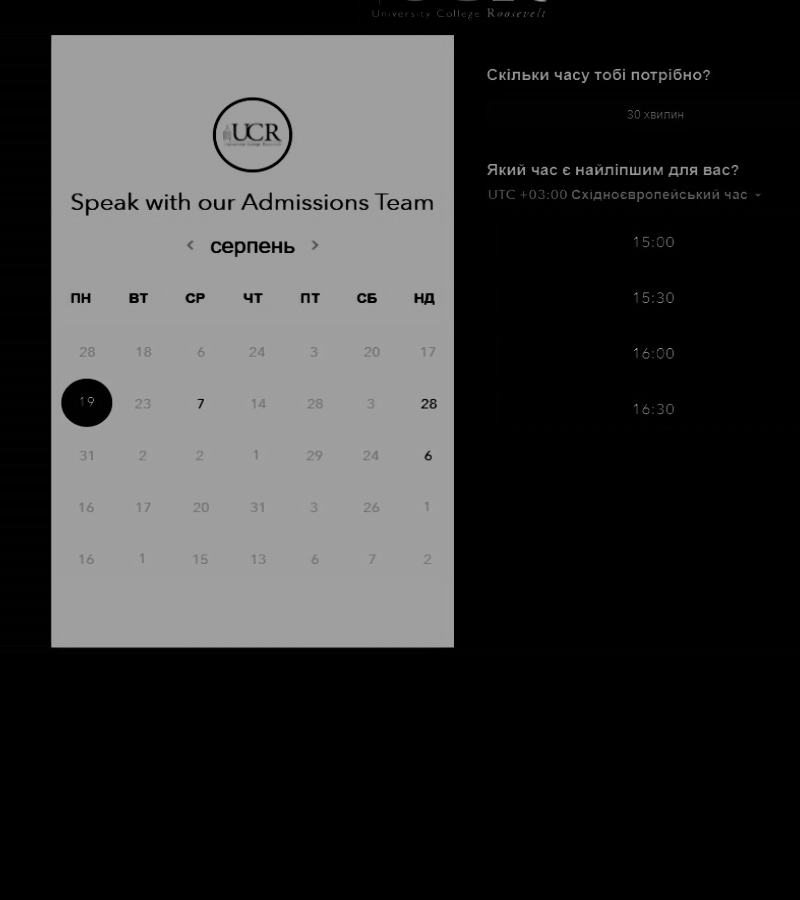 University College Roosevelt
UCR
Speak with our Admissions Team
серпень
ПН ВТ СР ЧТ ПТ СБ НД
28 18 6 24 3 20 17
19 23 7 14 28 3 28
31 2 2 1 29 24 6
16 17 20 31 3 26 1
16 1 15 13 6 7 2
Скільки часу тобі потрібно?
30 хвилин
Який час є найліпшим для вас?
UTC +03:00 Східноєвропейський час
15:00
15:30
16:00
16:30